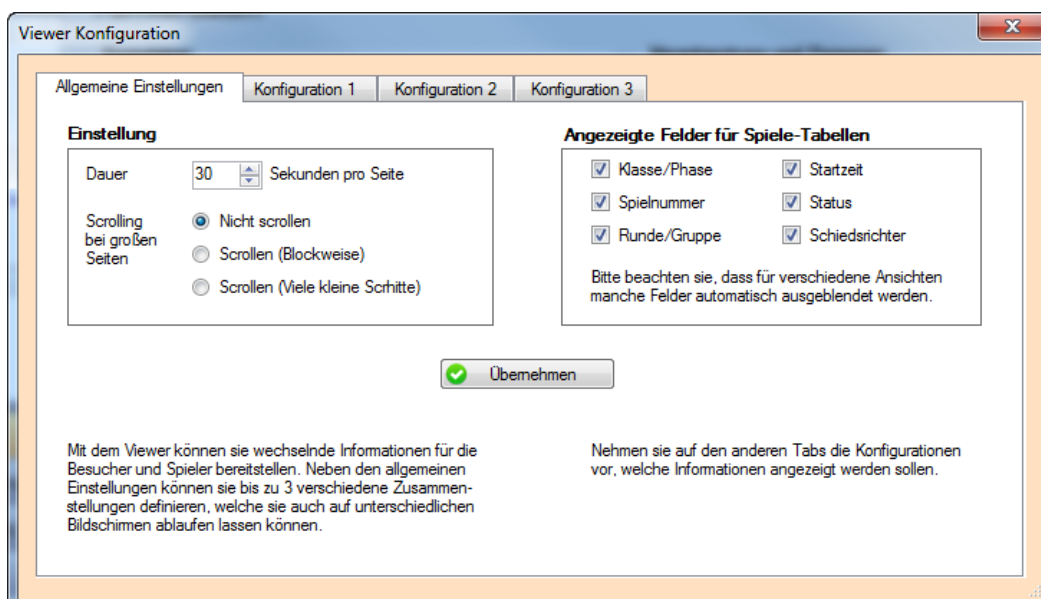 Viewer Konfiguration
Allgemeine Einstellungen
Konfiguration 1
Konfiguration 2
Konfiguration 3
Einstellung
Dauer
30
Sekunden pro Seite
Scrolling
bei großen
Seiten
Nicht scrollen
Scrollen (Blockweise)
Scrollen (Viele kleine Scrhitte)
Angezeigte Felder für Spiele-Tabellen
Klasse/Phase
Startzeit
Spielnummer
Status
Runde/Gruppe
Schiedsrichter
Bitte beachten sie, dass für verschiedene Ansichten
manche Felder automatisch ausgeblendet werden.
Übernehmen
Mit dem Viewer können sie wechselnde Informationen für die
Besucher und Spieler bereitstellen. Neben den allgemeinen
Einstellungen können sie bis zu 3 verschiedene Zusammen-
stellungen definieren, welche sie auch auf unterschiedlichen
Bildschirmen ablaufen lassen können.
Nehmen sie auf den anderen Tabs die Konfigurationen
vor, welche Informationen angezeigt werden sollen.